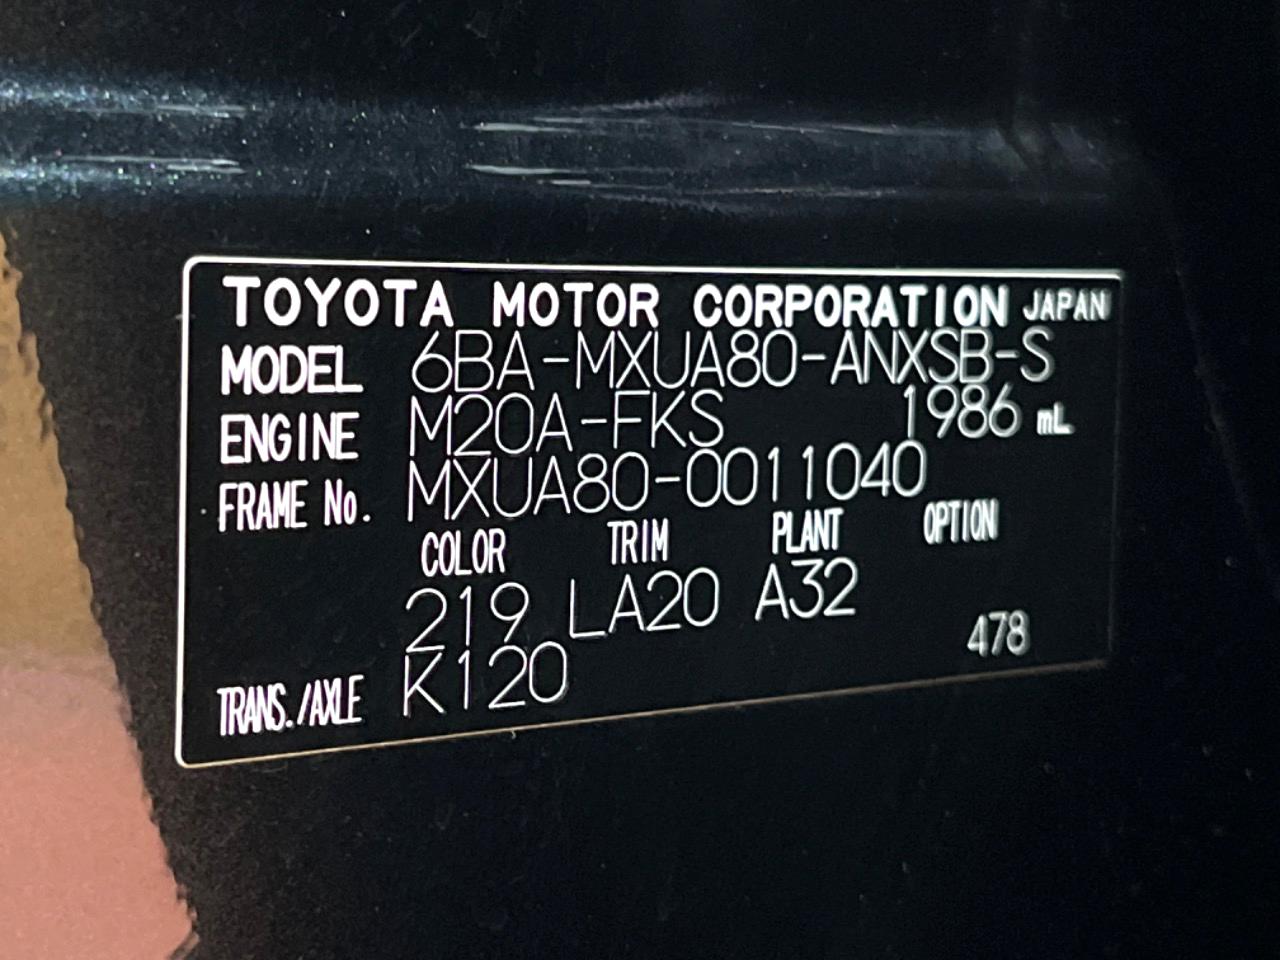 TOYOTA MOTOR CORPORATION JAPAN
MODEL 6BA-MXUA80-ANXSB-S
ENGINE M20A-FKS 1986 mL
FRAME No. MXUA80-0011040
COLOR TRIM PLANT OPTION
219 LA20 A32
478
TRANS./AXLE K120